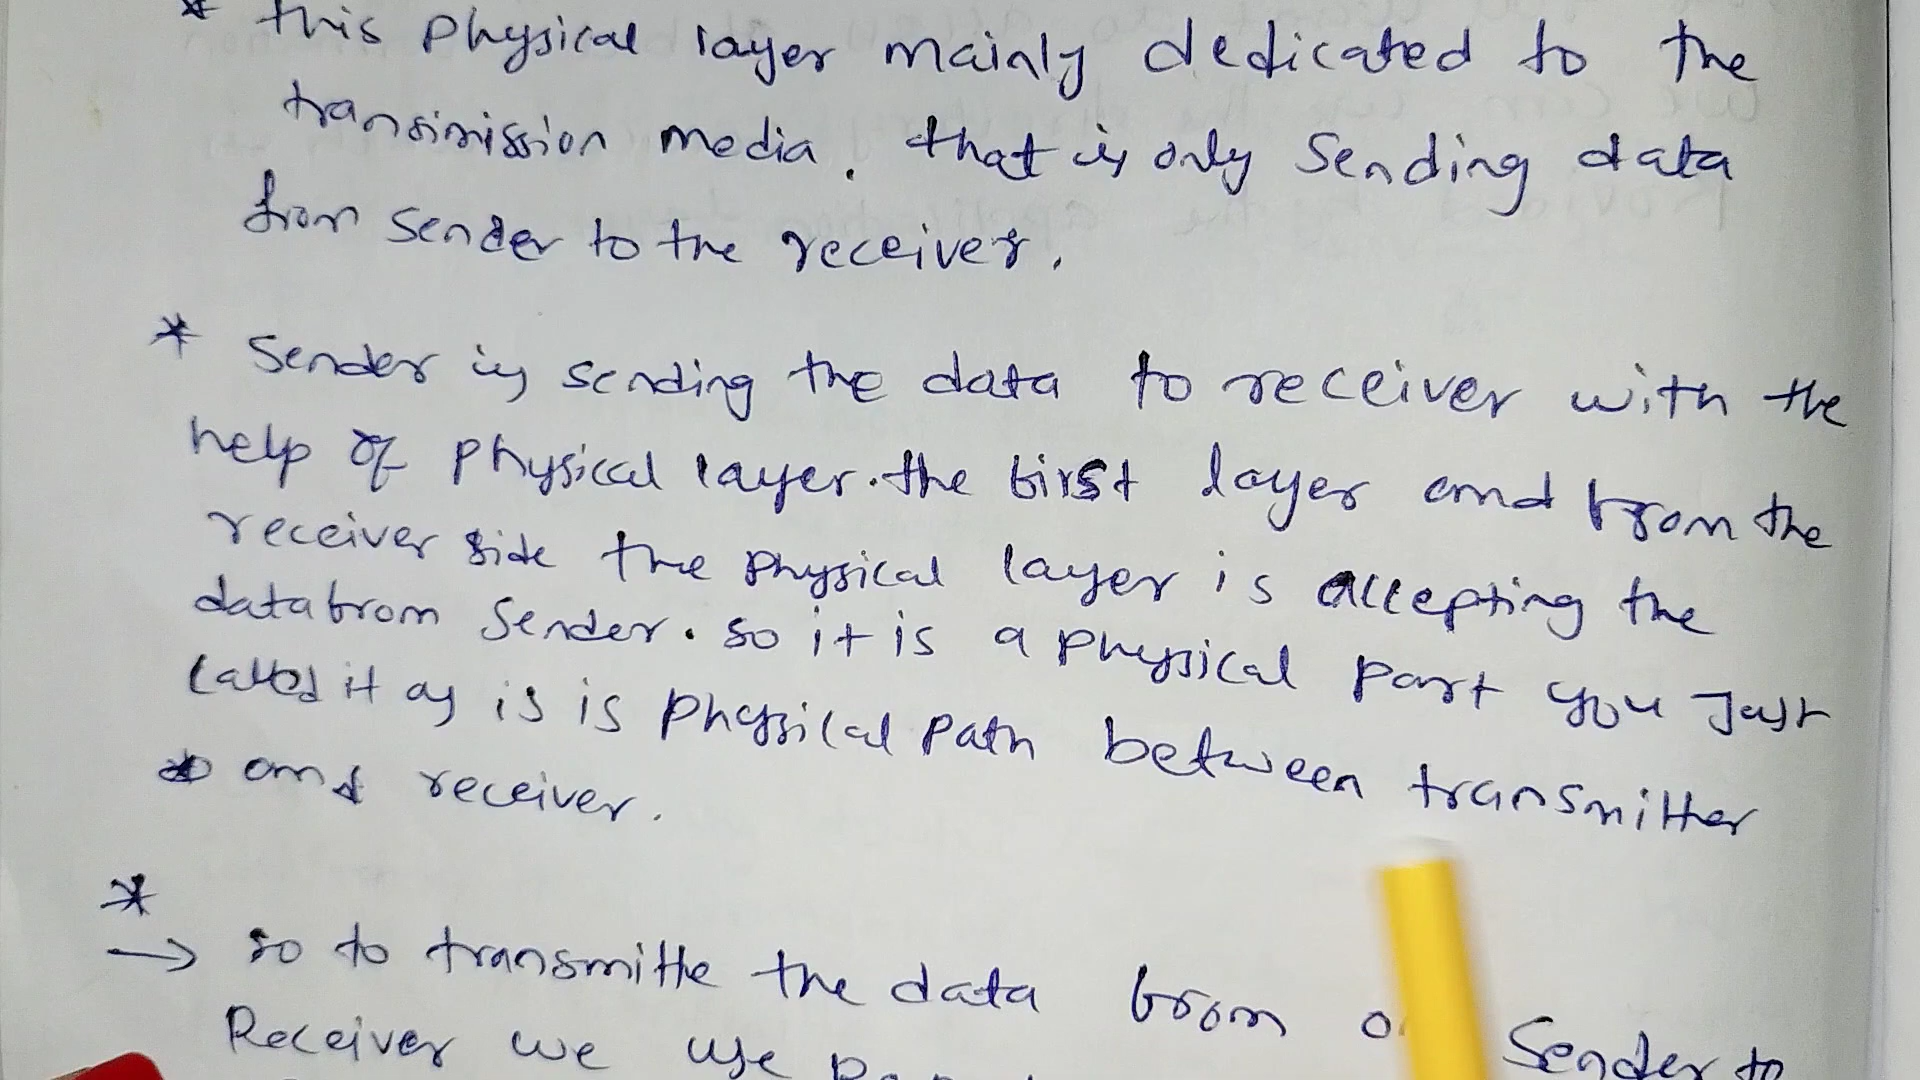 * this physical layer mainly dedicated to the
transimission media. that is only Sending data
from sender to the receiver.
* Sender is sending the data to receiver with the
help of physical layer. the first layer and from the
receiver side the physical layer is accepting the
data from Sender. so it is a physical part you just
called it as is is physical path between transmitter
and receiver.
*
→ so to transmitte the data from Sender to
Receiver we use